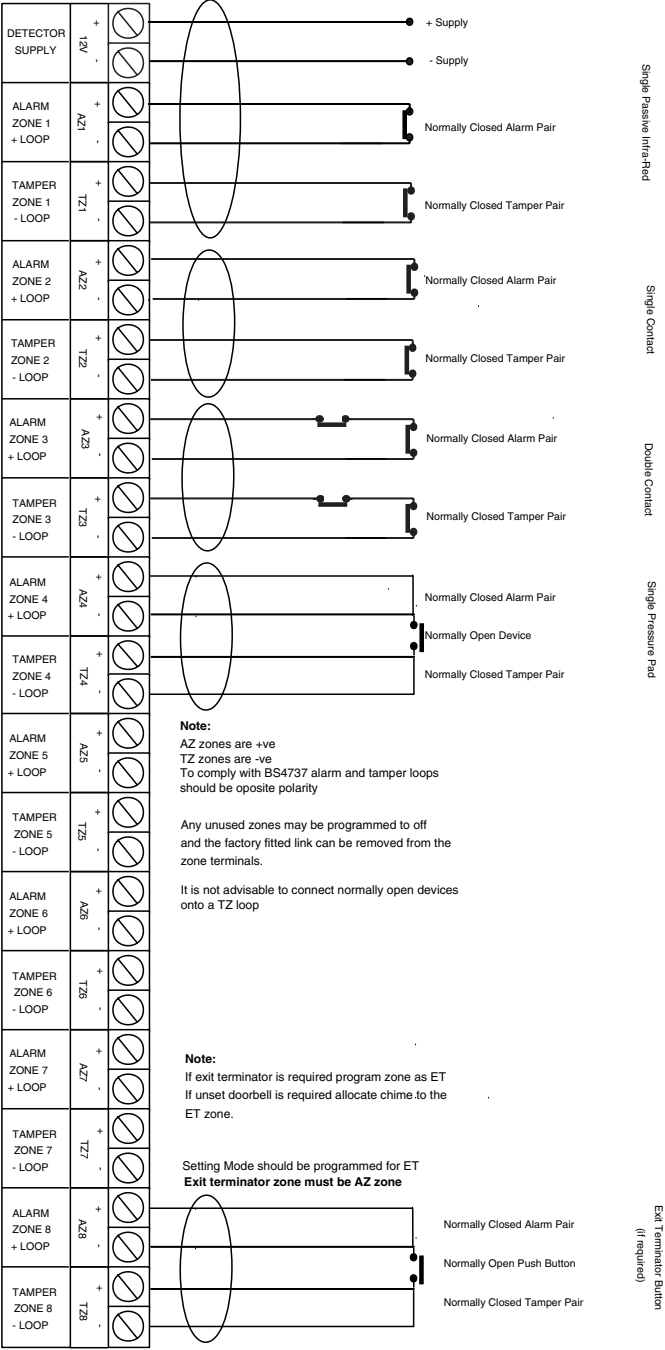 DETECTOR
SUPPLY
12V
+
-
+ Supply
- Supply
ALARM
ZONE 1
+ LOOP
AZ1
+
-
Normally Closed Alarm Pair
TAMPER
ZONE 1
- LOOP
TZ1
+
-
Normally Closed Tamper Pair
Single Passive Infra-Red
ALARM
ZONE 2
+ LOOP
AZ2
+
-
Normally Closed Alarm Pair
TAMPER
ZONE 2
- LOOP
TZ2
+
-
Normally Closed Tamper Pair
Single Contact
ALARM
ZONE 3
+ LOOP
AZ3
+
-
Normally Closed Alarm Pair
TAMPER
ZONE 3
- LOOP
TZ3
+
-
Normally Closed Tamper Pair
Double Contact
ALARM
ZONE 4
+ LOOP
AZ4
+
-
Normally Closed Alarm Pair
Normally Open Device
TAMPER
ZONE 4
- LOOP
TZ4
+
-
Normally Closed Tamper Pair
Single Pressure Pad
ALARM
ZONE 5
+ LOOP
AZ5
+
-
TAMPER
ZONE 5
- LOOP
TZ5
+
-
ALARM
ZONE 6
+ LOOP
AZ6
+
-
TAMPER
ZONE 6
- LOOP
TZ6
+
-
Note:
AZ zones are +ve
TZ zones are -ve
To comply with BS4737 alarm and tamper loops
should be oposite polarity
Any unused zones may be programmed to off
and the factory fitted link can be removed from the
zone terminals.
It is not advisable to connect normally open devices
onto a TZ loop
ALARM
ZONE 7
+ LOOP
AZ7
+
-
TAMPER
ZONE 7
- LOOP
TZ7
+
-
Note:
If exit terminator is required program zone as ET
If unset doorbell is required allocate chime to the
ET zone.
Setting Mode should be programmed for ET
Exit terminator zone must be AZ zone
ALARM
ZONE 8
+ LOOP
AZ8
+
-
Normally Closed Alarm Pair
Normally Open Push Button
TAMPER
ZONE 8
- LOOP
TZ8
+
-
Normally Closed Tamper Pair
Exit Terminator Button
(if required)